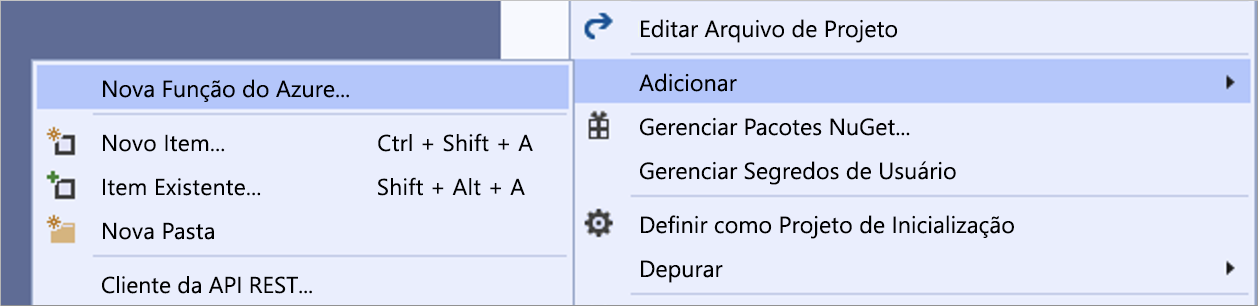 Editar Arquivo de Projeto
Adicionar
Gerenciar Pacotes NuGet...
Gerenciar Segredos de Usuário
Definir como Projeto de Inicialização
Depurar
Nova Função do Azure...
Novo Item... Ctrl + Shift + A
Item Existente... Shift + Alt + A
Nova Pasta
Cliente da API REST...